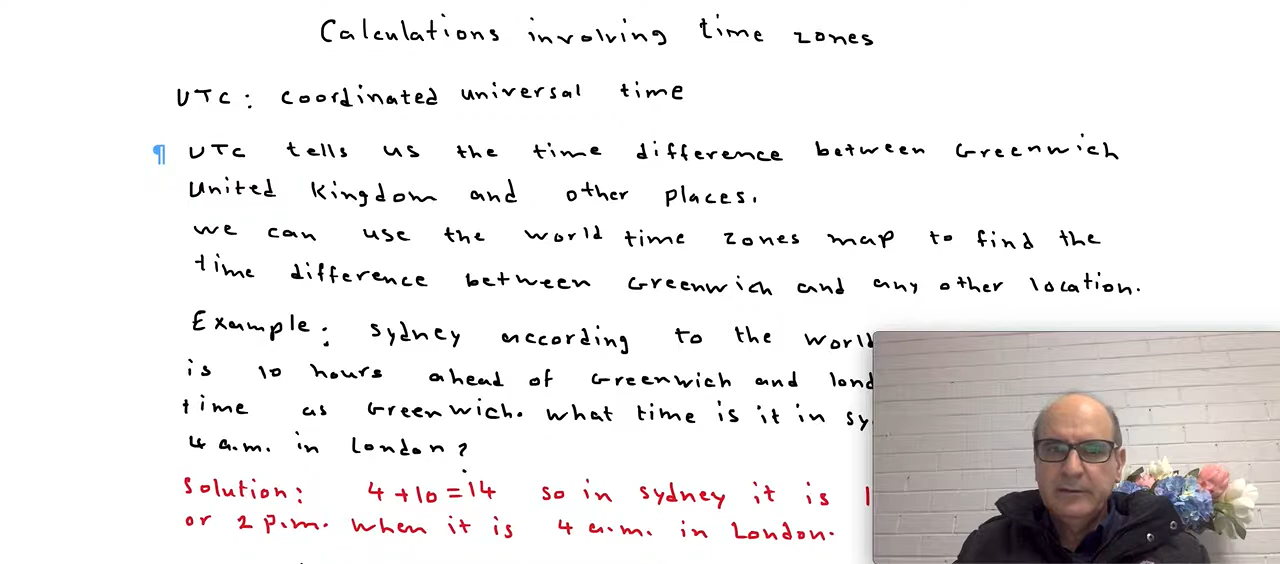 Calculations involving time zones
UTC: coordinated universal time
¶ UTC tells us the time difference between Greenwich
United Kingdom and other places.
we can use the world time zones map to find the
time difference between Greenwich and any other location.
Example: Sydney according to the world
is 10 hours ahead of Greenwich and lond
time as Greenwich. what time is it in sy
4 a.m. in London?
Solution: 4+10=14 so in sydney it is 1
or 2 p.m. when it is 4 a.m. in London.